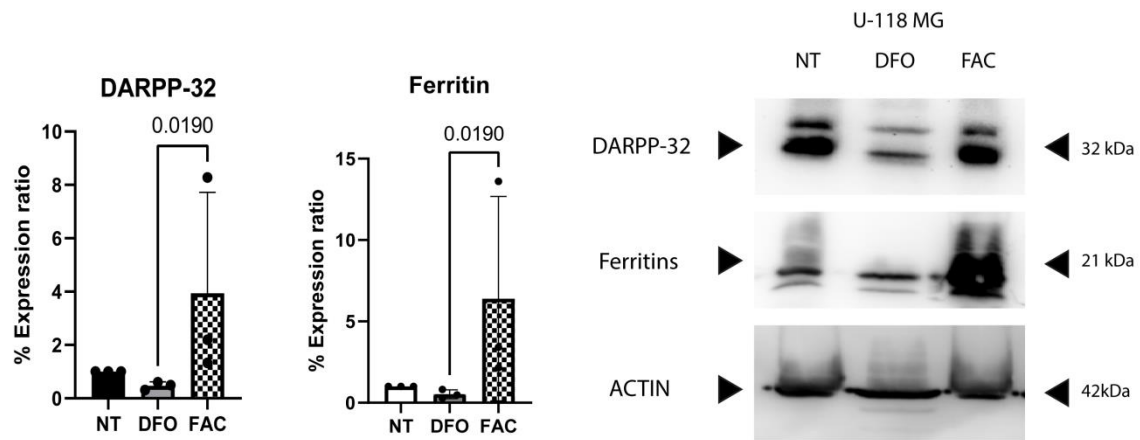 DARPP-32
0.0190
% Expression ratio
10
8
6
4
2
0
NT DFO FAC
Ferritin
0.0190
% Expression ratio
15
10
5
0
NT DFO FAC
U-118 MG
NT DFO FAC
DARPP-32 32 kDa
Ferritins 21 kDa
ACTIN 42kDa